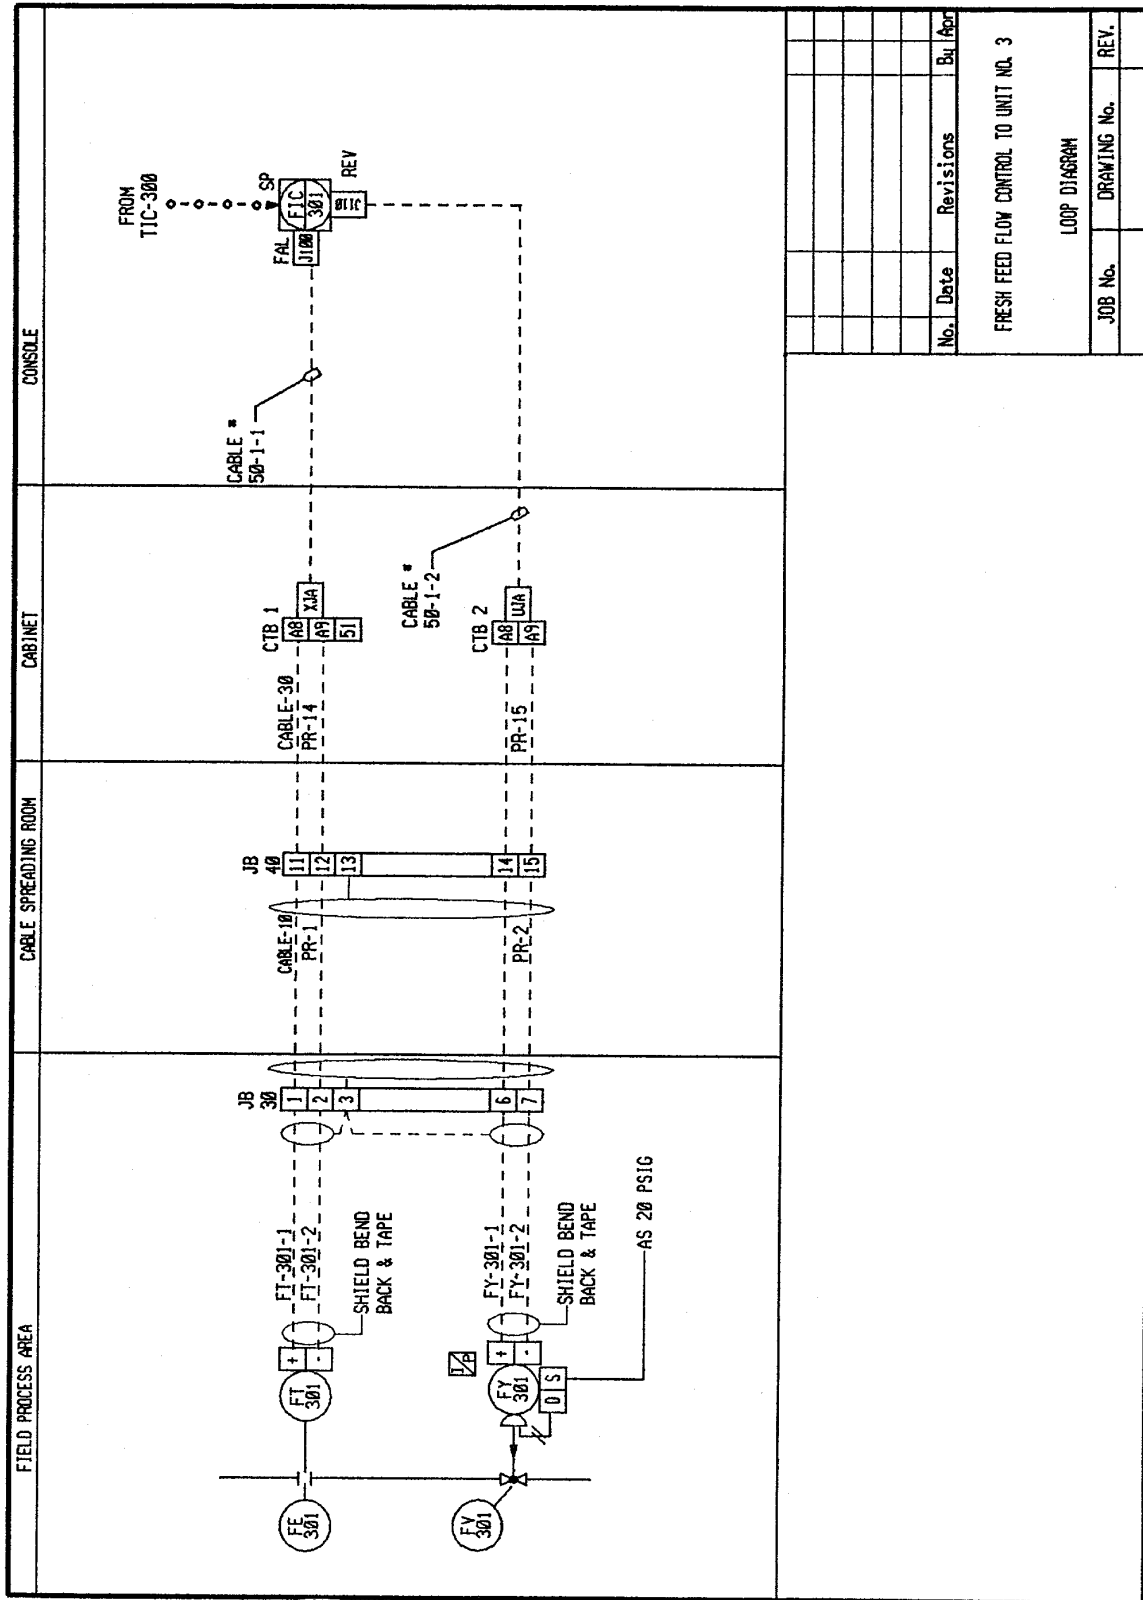 FIELD PROCESS AREA
CABLE SPREADING ROOM
CABINET
CONSOLE
FROM
TIC-300
SP
FAL
J100
FIC
301
J110
REV
CABLE #
50-1-1
CTB 1
A8
A9
51
XJA
CABLE-30
PR-14
JB
40
11
12
13
14
15
CABLE-10
PR-1
JB
30
1
2
3
6
7
FT-301-1
FT-301-2
SHIELD BEND
BACK & TAPE
+
-
FT
301
FE
301
CABLE #
50-1-2
CTB 2
A8
A9
UJA
PR-15
PR-2
FY-301-1
FY-301-2
SHIELD BEND
BACK & TAPE
I/P
+
-
FY
301
O S
AS 20 PSIG
FV
301
No. Date Revisions By Apr
FRESH FEED FLOW CONTROL TO UNIT NO. 3
LOOP DIAGRAM
JOB No. DRAWING No. REV.